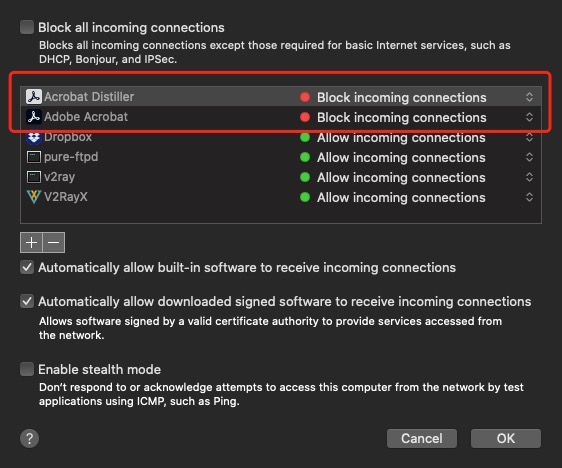 Block all incoming connections
Blocks all incoming connections except those required for basic Internet services, such as
DHCP, Bonjour, and IPSec.
Acrobat Distiller Block incoming connections
Adobe Acrobat Block incoming connections
Dropbox Allow incoming connections
pure-ftpd Allow incoming connections
v2ray Allow incoming connections
V2RayX Allow incoming connections
+ −
Automatically allow built-in software to receive incoming connections
Automatically allow downloaded signed software to receive incoming connections
Allows software signed by a valid certificate authority to provide services accessed from
the network.
Enable stealth mode
Don't respond to or acknowledge attempts to access this computer from the network by test
applications using ICMP, such as Ping.
? Cancel OK